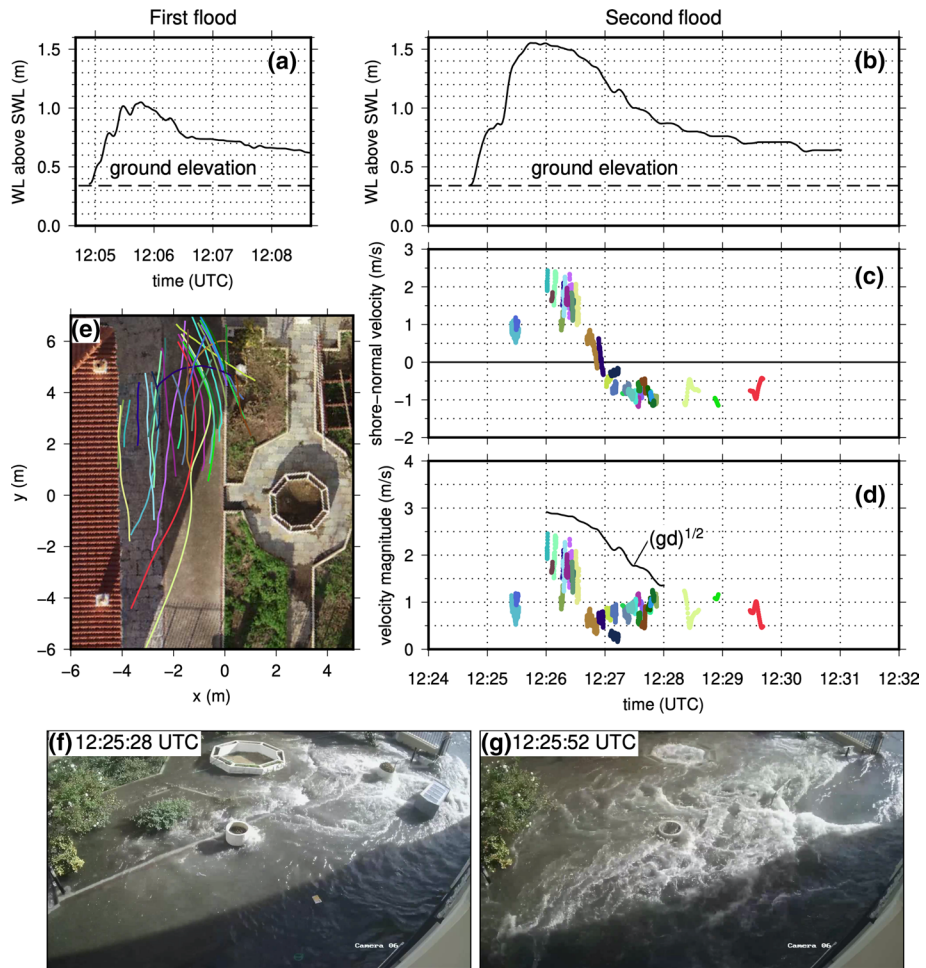 First flood
Second flood
1.5
1.0
0.5
0.0
WL above SWL (m)
(a)
ground elevation
12:05 12:06 12:07 12:08
time (UTC)
1.5
1.0
0.5
0.0
WL above SWL (m)
(b)
ground elevation
3
2
1
0
−1
−2
shore−normal velocity (m/s)
(c)
4
3
2
1
0
velocity magnitude (m/s)
(d)
(gd)1/2
12:24 12:25 12:26 12:27 12:28 12:29 12:30 12:31 12:32
time (UTC)
(e)
6
4
2
0
−2
−4
−6
y (m)
−6 −4 −2 0 2 4
x (m)
(f) 12:25:28 UTC
Camera 06
(g) 12:25:52 UTC
Camera 06